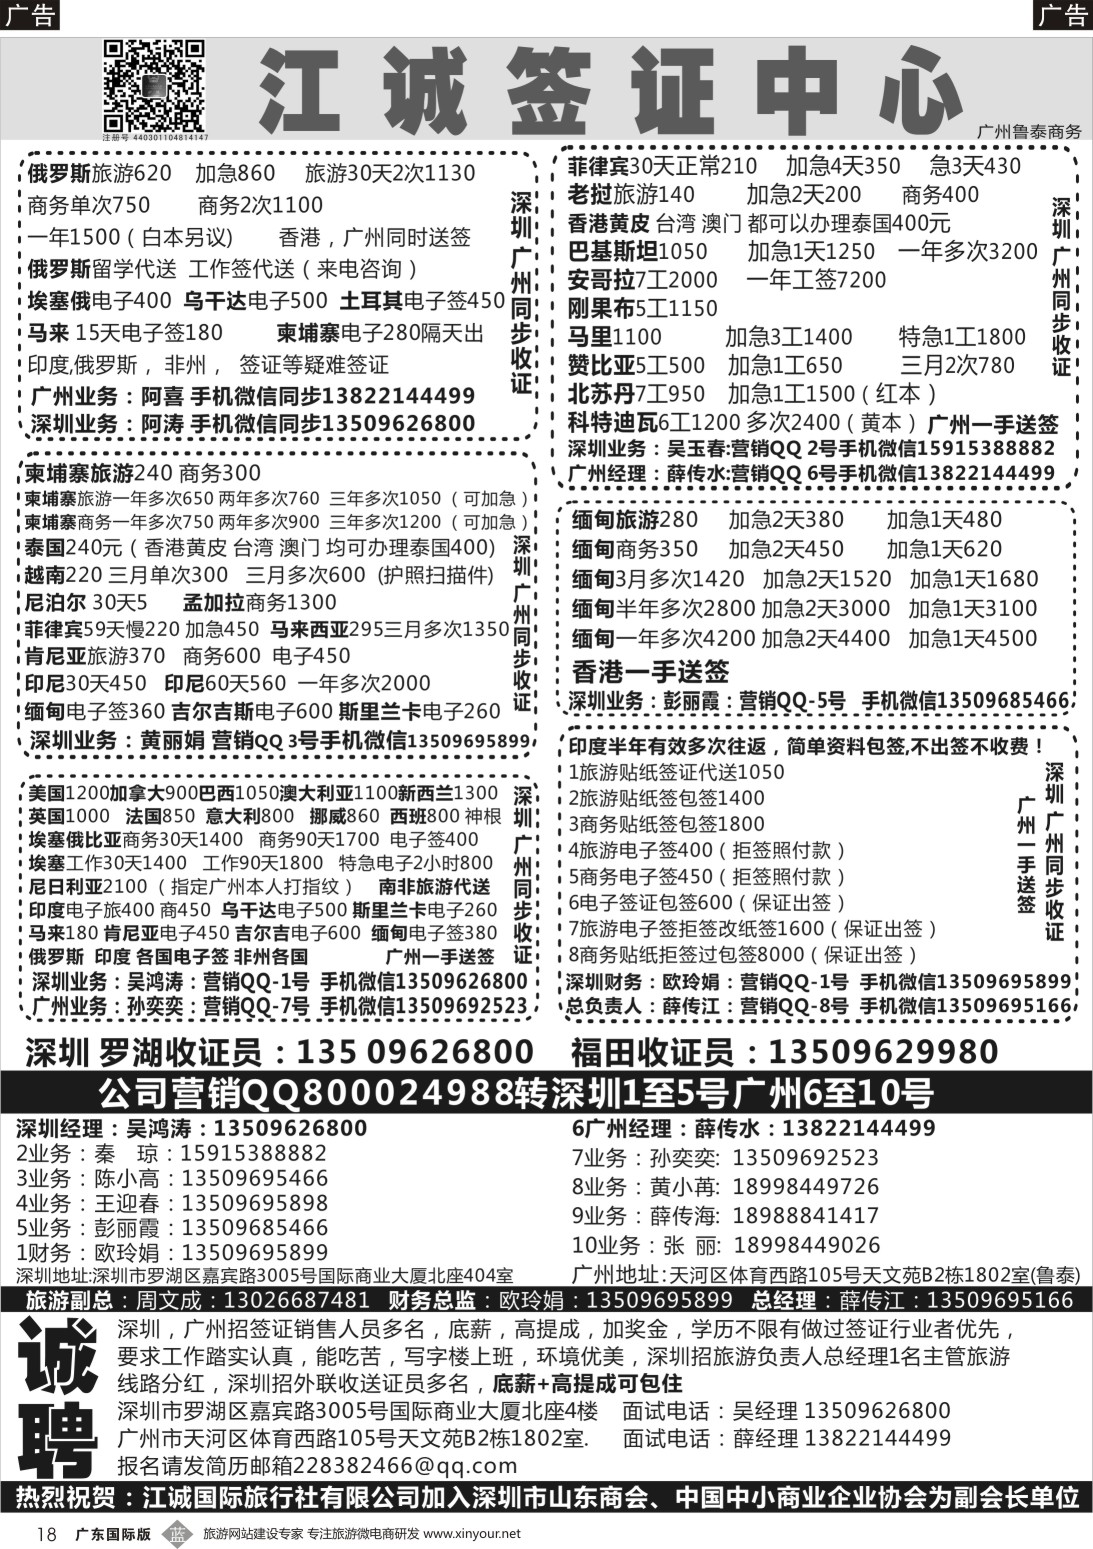 广告
广告
江诚签证中心
注册号 440301104814147
广州鲁泰商务
俄罗斯旅游620 加急860 旅游30天2次1130
商务单次750 商务2次1100
一年1500（白本另议) 香港，广州同时送签
俄罗斯留学代送 工作签代送（来电咨询）
埃塞俄电子400 乌干达电子500 土耳其电子签450
马来 15天电子签180 柬埔寨电子280隔天出
印度,俄罗斯，非州， 签证等疑难签证
广州业务：阿喜 手机微信同步13822144499
深圳业务：阿涛 手机微信同步13509626800
深圳 广州同步收证
柬埔寨旅游240 商务300
柬埔寨旅游一年多次650 两年多次760 三年多次1050（可加急）
柬埔寨商务一年多次750 两年多次900 三年多次1200（可加急）
泰国240元（香港黄皮 台湾 澳门 均可办理泰国400)
越南220 三月单次300 三月多次600 (护照扫描件)
尼泊尔 30天5 孟加拉商务1300
菲律宾59天慢220 加急450 马来西亚295三月多次1350
肯尼亚旅游370 商务600 电子450
印尼30天450 印尼60天560 一年多次2000
缅甸电子签360 吉尔吉斯电子600 斯里兰卡电子260
深圳业务：黄丽娟 营销QQ 3号手机微信13509695899
深圳 广州同步收证
美国1200加拿大900巴西1050澳大利亚1100新西兰1300
英国1000 法国850 意大利800 挪威860 西班800 神根
埃塞俄比亚商务30天1400 商务90天1700 电子签400
埃塞工作30天1400 工作90天1800 特急电子2小时800
尼日利亚2100（指定广州本人打指纹） 南非旅游代送
印度电子旅400 商450 乌干达电子500 斯里兰卡电子260
马来180 肯尼亚电子450 吉尔吉电子600 缅甸电子签380
俄罗斯 印度 各国电子签 非州各国 广州一手送签
深圳业务：吴鸿涛：营销QQ-1号 手机微信13509626800
广州业务：孙奕奕：营销QQ-7号 手机微信13509692523
深圳 广州同步收证
菲律宾30天正常210 加急4天350 急3天430
老挝旅游140 加急2天200 商务400
香港黄皮 台湾 澳门 都可以办理泰国400元
巴基斯坦1050 加急1天1250 一年多次3200
安哥拉7工2000 一年工签7200
刚果布5工1150
马里1100 加急3工1400 特急1工1800
赞比亚5工500 加急1工650 三月2次780
北苏丹7工950 加急1工1500（红本）
科特迪瓦6工1200 多次2400（黄本） 广州一手送签
深圳业务：吴玉春:营销QQ 2号手机微信15915388882
广州经理：薛传水:营销QQ 6号手机微信13822144499
深圳 广州同步收证
缅甸旅游280 加急2天380 加急1天480
缅甸商务350 加急2天450 加急1天620
缅甸3月多次1420 加急2天1520 加急1天1680
缅甸半年多次2800 加急2天3000 加急1天3100
缅甸一年多次4200 加急2天4400 加急1天4500
香港一手送签
深圳业务：彭丽霞：营销QQ-5号 手机微信13509685466
印度半年有效多次往返，简单资料包签,不出签不收费！
1旅游贴纸签证代送1050
2旅游贴纸签包签1400
3商务贴纸签包签1800
4旅游电子签400（拒签照付款）
5商务电子签450（拒签照付款）
6电子签证包签600（保证出签）
7旅游电子签拒签改纸签1600（保证出签）
8商务贴纸拒签过包签8000（保证出签）
广州一手送签
深圳 广州同步收证
深圳财务：欧玲娟：营销QQ-1号 手机微信13509695899
总负责人：薛传江：营销QQ-8号 手机微信13509695166
深圳 罗湖收证员：135 09626800 福田收证员：13509629980
公司营销QQ800024988转深圳1至5号广州6至10号
深圳经理：吴鸿涛：13509626800
2业务：秦 琼：15915388882
3业务：陈小高：13509695466
4业务：王迎春：13509695898
5业务：彭丽霞：13509685466
1财务：欧玲娟：13509695899
深圳地址:深圳市罗湖区嘉宾路3005号国际商业大厦北座404室
6广州经理：薛传水：13822144499
7业务：孙奕奕: 13509692523
8业务：黄小苒: 18998449726
9业务：薛传海: 18988841417
10业务：张 丽: 18998449026
广州地址:天河区体育西路105号天文苑B2栋1802室(鲁泰)
旅游副总：周文成：13026687481 财务总监：欧玲娟：13509695899 总经理：薛传江：13509695166
诚聘
深圳，广州招签证销售人员多名，底薪，高提成，加奖金，学历不限有做过签证行业者优先，
要求工作踏实认真，能吃苦，写字楼上班，环境优美，深圳招旅游负责人总经理1名主管旅游
线路分红，深圳招外联收送证员多名，底薪+高提成可包住
深圳市罗湖区嘉宾路3005号国际商业大厦北座4楼 面试电话：吴经理 13509626800
广州市天河区体育西路105号天文苑B2栋1802室. 面试电话：薛经理 13822144499
报名请发简历邮箱228382466@qq.com
热烈祝贺：江诚国际旅行社有限公司加入深圳市山东商会、中国中小商业企业协会为副会长单位
18 广东国际版 蓝 旅游网站建设专家 专注旅游微电商研发 www.xinyour.net